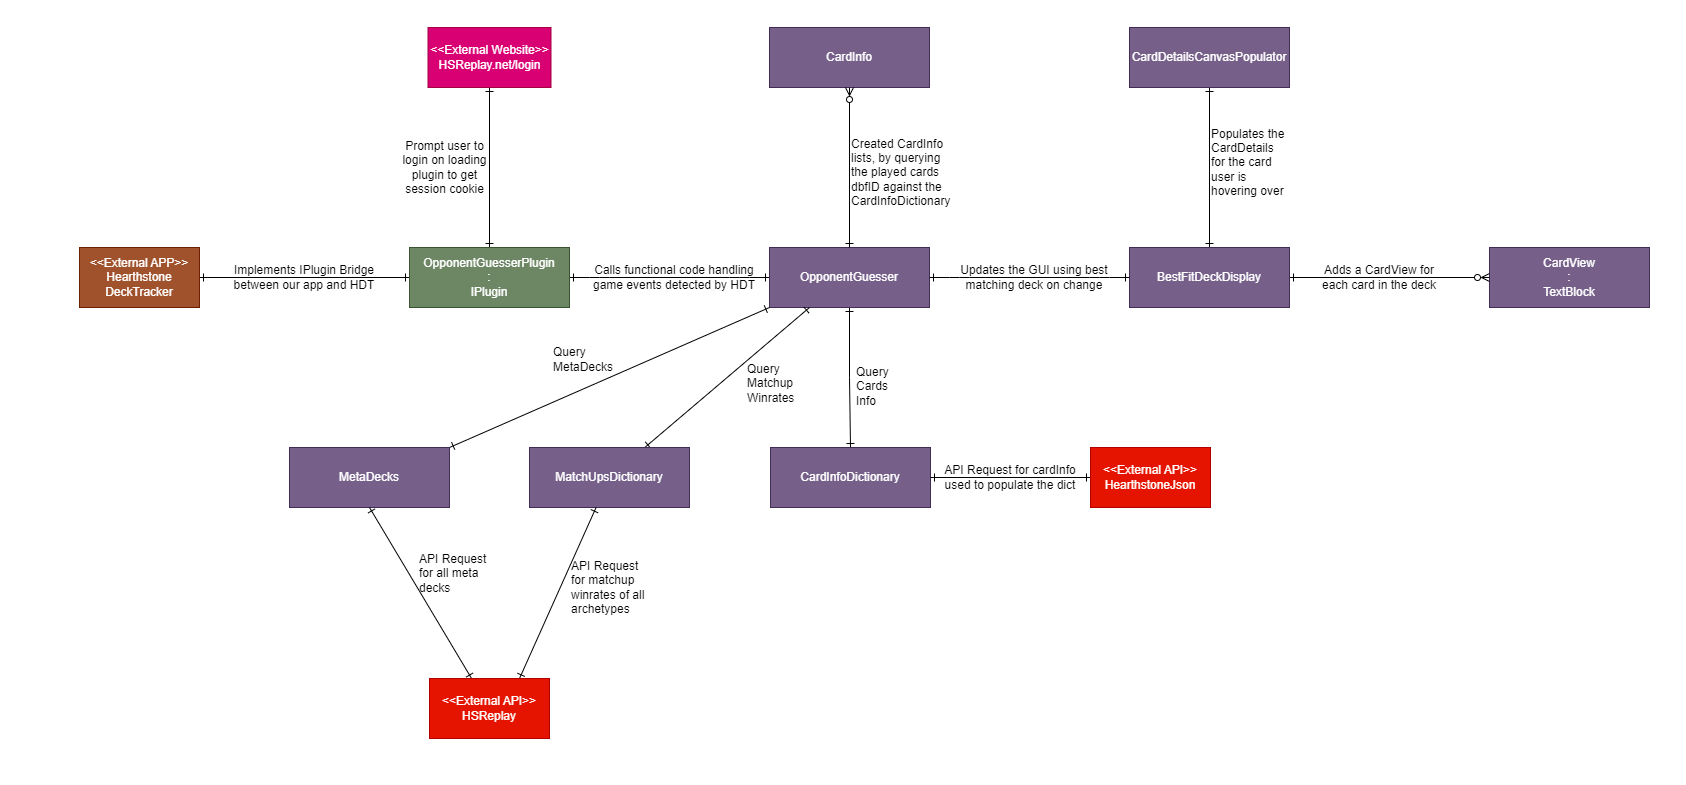 <<External Website>>
HSReplay.net/login
CardInfo
CardDetailsCanvasPopulator
Prompt user to
login on loading
plugin to get
session cookie
Created CardInfo
lists, by querying
the played cards
dbfID against the
CardInfoDictionary
Populates the
CardDetails
for the card
user is
hovering over
<<External APP>>
Hearthstone
DeckTracker
Implements IPlugin Bridge
between our app and HDT
OpponentGuesserPlugin
:
IPlugin
Calls functional code handling
game events detected by HDT
OpponentGuesser
Updates the GUI using best
matching deck on change
BestFitDeckDisplay
Adds a CardView for
each card in the deck
CardView
:
TextBlock
Query
MetaDecks
Query
Matchup
Winrates
Query
Cards
Info
MetaDecks
MatchUpsDictionary
CardInfoDictionary
API Request for cardInfo
used to populate the dict
<<External API>>
HearthstoneJson
API Request
for all meta
decks
API Request
for matchup
winrates of all
archetypes
<<External API>>
HSReplay